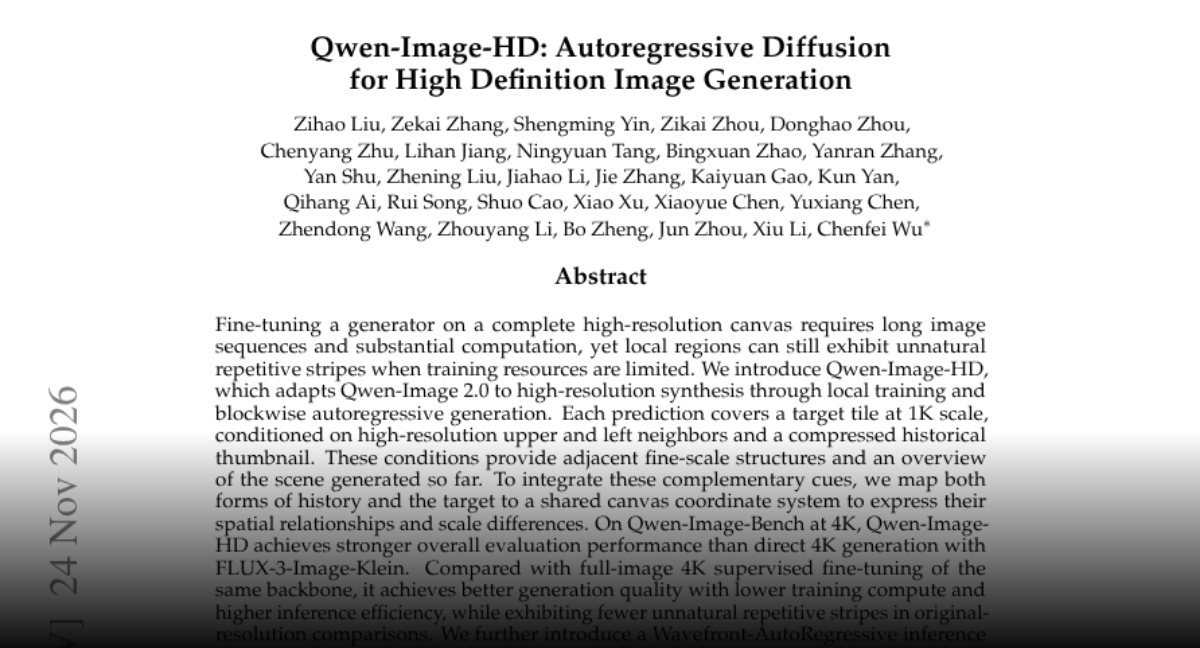 Qwen-Image-HD: Autoregressive Diffusion
for High Definition Image Generation
Zihao Liu, Zekai Zhang, Shengming Yin, Zikai Zhou, Donghao Zhou,
Chenyang Zhu, Lihan Jiang, Ningyuan Tang, Bingxuan Zhao, Yanran Zhang,
Yan Shu, Zhening Liu, Jiahao Li, Jie Zhang, Kaiyuan Gao, Kun Yan,
Qihang Ai, Rui Song, Shuo Cao, Xiao Xu, Xiaoyue Chen, Yuxiang Chen,
Zhendong Wang, Zhouyang Li, Bo Zheng, Jun Zhou, Xiu Li, Chenfei Wu*
Abstract
Fine-tuning a generator on a complete high-resolution canvas requires long image
sequences and substantial computation, yet local regions can still exhibit unnatural
repetitive stripes when training resources are limited. We introduce Qwen-Image-HD,
which adapts Qwen-Image 2.0 to high-resolution synthesis through local training and
blockwise autoregressive generation. Each prediction covers a target tile at 1K scale,
conditioned on high-resolution upper and left neighbors and a compressed historical
thumbnail. These conditions provide adjacent fine-scale structures and an overview
of the scene generated so far. To integrate these complementary cues, we map both
forms of history and the target to a shared canvas coordinate system to express their
spatial relationships and scale differences. On Qwen-Image-Bench at 4K, Qwen-Image-
HD achieves stronger overall evaluation performance than direct 4K generation with
FLUX-3-Image-Klein. Compared with full-image 4K supervised fine-tuning of the
same backbone, it achieves better generation quality with lower training compute and
higher inference efficiency, while exhibiting fewer unnatural repetitive stripes in original-
resolution comparisons. We further introduce a Wavefront-AutoRegressive inference
V] 24 Nov 2026